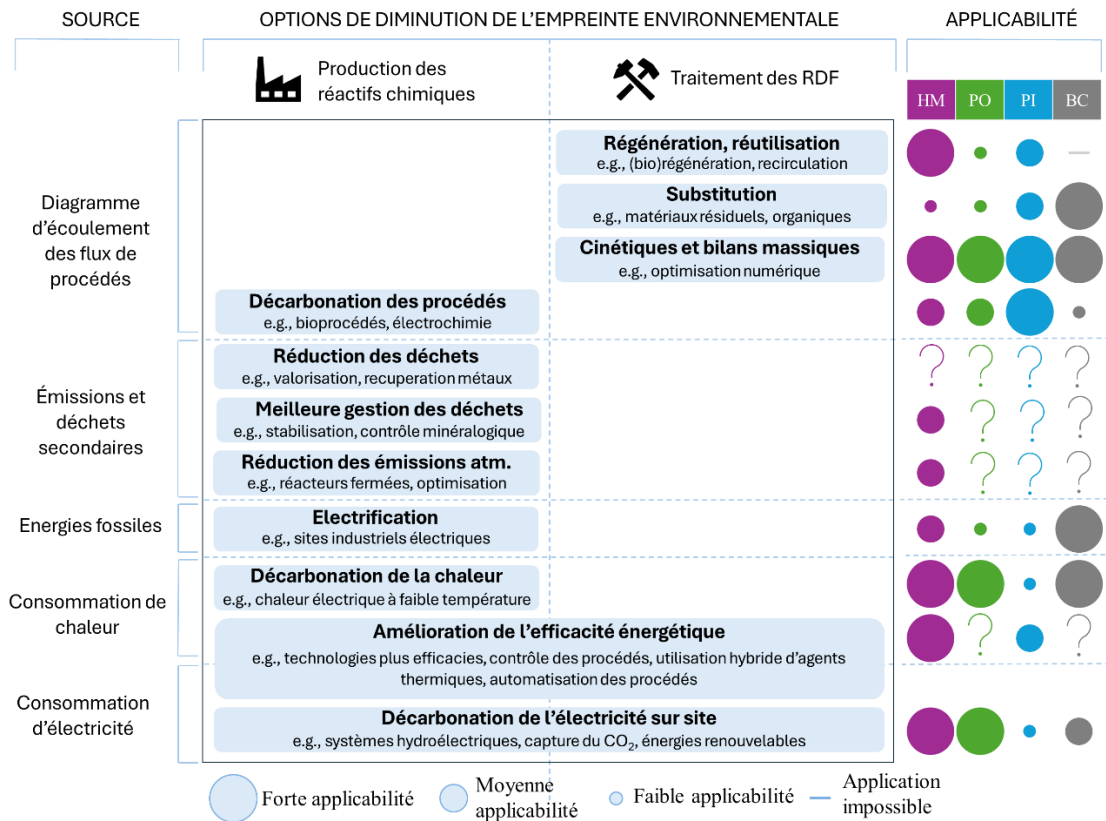 SOURCE
OPTIONS DE DIMINUTION DE L’EMPREINTE ENVIRONNEMENTALE
APPLICABILITÉ
Production des
réactifs chimiques
Traitement des RDF
HM
PO
PI
BC
Diagramme
d’écoulement
des flux de
procédés
Régénération, réutilisation
e.g., (bio)régénération, recirculation
Substitution
e.g., matériaux résiduels, organiques
Cinétiques et bilans massiques
e.g., optimisation numérique
Décarbonation des procédés
e.g., bioprocédés, électrochimie
Émissions et
déchets
secondaires
Réduction des déchets
e.g., valorisation, recuperation métaux
? ? ? ?
Meilleure gestion des déchets
e.g., stabilisation, contrôle minéralogique
? ? ?
Réduction des émissions atm.
e.g., réacteurs fermées, optimisation
? ? ?
Energies fossiles
Electrification
e.g., sites industriels électriques
Consommation de
chaleur
Décarbonation de la chaleur
e.g., chaleur électrique à faible température
Amélioration de l’efficacité énergétique
e.g., technologies plus efficacies, contrôle des procédés, utilisation hybride d’agents
thermiques, automatisation des procédés
? ?
Consommation
d’électricité
Décarbonation de l’électricité sur site
e.g., systèmes hydroélectriques, capture du CO₂, énergies renouvelables
Forte applicabilité
Moyenne
applicabilité
Faible applicabilité
Application
impossible